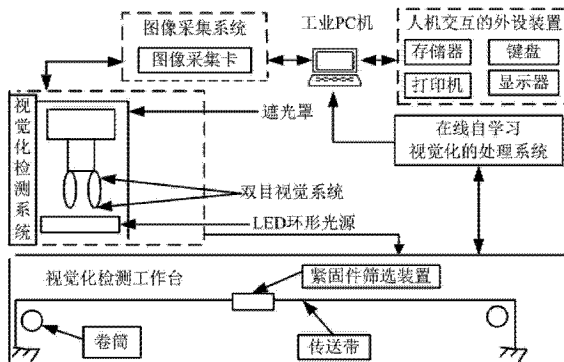 图像采集系统
图像采集卡
工业PC机
人机交互的外设装置
存储器
键盘
打印机
显示器
视觉化检测系统
遮光罩
双目视觉系统
LED环形光源
在线自学习
视觉化的处理系统
视觉化检测工作台
紧固件筛选装置
卷筒
传送带